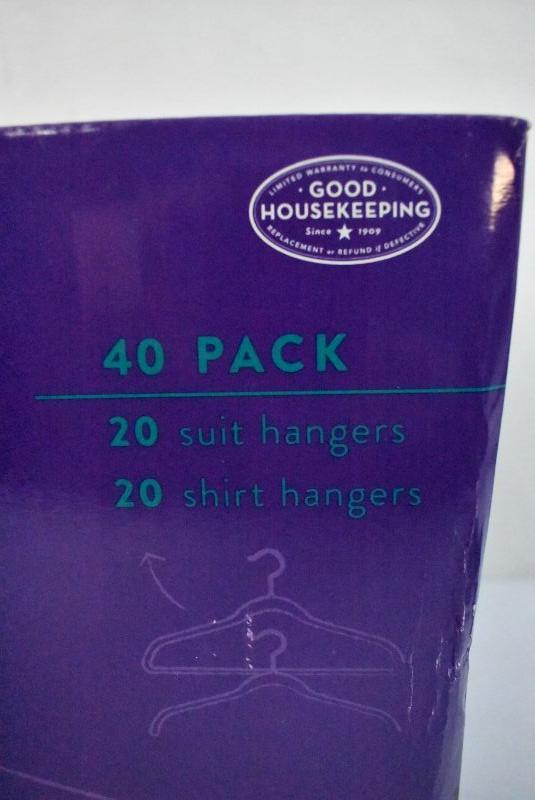 LIMITED WARRANTY to CONSUMERS
· GOOD ·
HOUSEKEEPING
Since ★ 1909
REPLACEMENT or REFUND if DEFECTIVE
40 PACK
20 suit hangers
20 shirt hangers